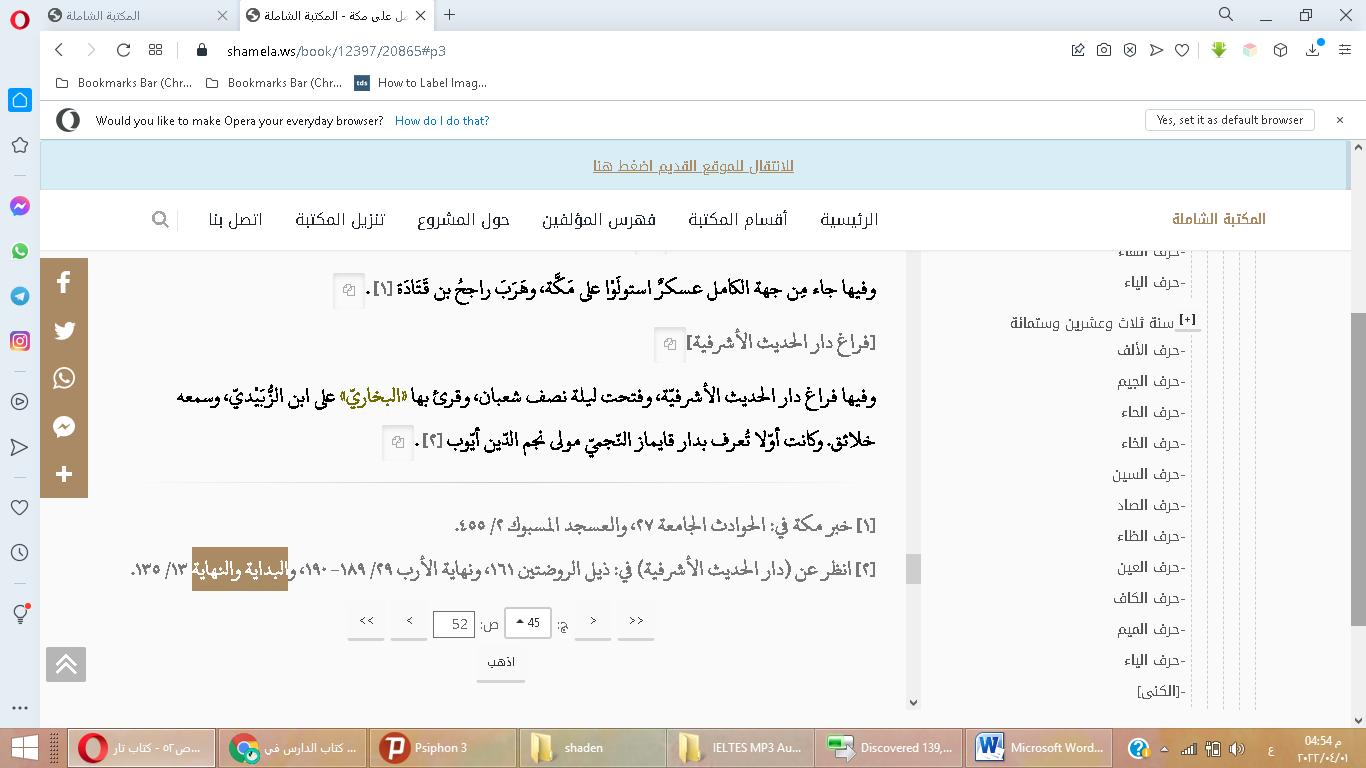 المكتبة الشاملة
مل على مكة - المكتبة الشاملة
shamela.ws/book/12397/20865#p3
Bookmarks Bar (Chr...
Bookmarks Bar (Chr...
tds
How to Label Imag...
Would you like to make Opera your everyday browser?
How do I do that?
Yes, set it as default browser
للانتقال للموقع القديم اضغط هنا
المكتبة الشاملة
الرئيسية
أقسام المكتبة
فهرس المؤلفين
حول المشروع
تنزيل المكتبة
اتصل بنا
-حرف الهاء
-حرف الياء
[+] سنة ثلاث وعشرين وستمائة
-حرف الألف
-حرف الجيم
-حرف الحاء
-حرف الخاء
-حرف السين
-حرف الصاد
-حرف الظاء
-حرف العين
-حرف الكاف
-حرف الميم
-حرف الياء
-[الكنى]
وفيها جاء مِن جهة الكامل عسكرٌ استولَوْا على مَكَّة، وهَرَبَ راجحُ بن قَتَادَة [١] .
[فراغ دار الحديث الأشرفية]
وفيها فراغ دار الحديث الأشرفيّة، وفتحت ليلة نصف شعبان، وقرئ بها «البخاريّ» على ابن الزُّبَيْديّ، وسمعه
خلائق. وكانت أوّلا تُعرف بدار قايماز النّجميّ مولى نجم الدّين أيّوب [٢] .
[١] خبر مكة في: الحوادث الجامعة ٢٧، والعسجد المسبوك ٢/ ٤٥٥.
[٢] انظر عن (دار الحديث الأشرفية) في: ذيل الروضتين ١٦١، ونهاية الأرب ٢٩/ ١٨٩- ١٩٠، والبداية والنهاية ١٣/ ١٣٥.
<< < 52 ص: 45 ج: > >>
اذهب
ص٥٢ - كتاب تار...
كتاب الدارس في ...
Psiphon 3
shaden
IELTES MP3 Au...
Discovered 139,...
Microsoft Word...
ع
04:54 م
٢٠٢٢/٠٤/٠١